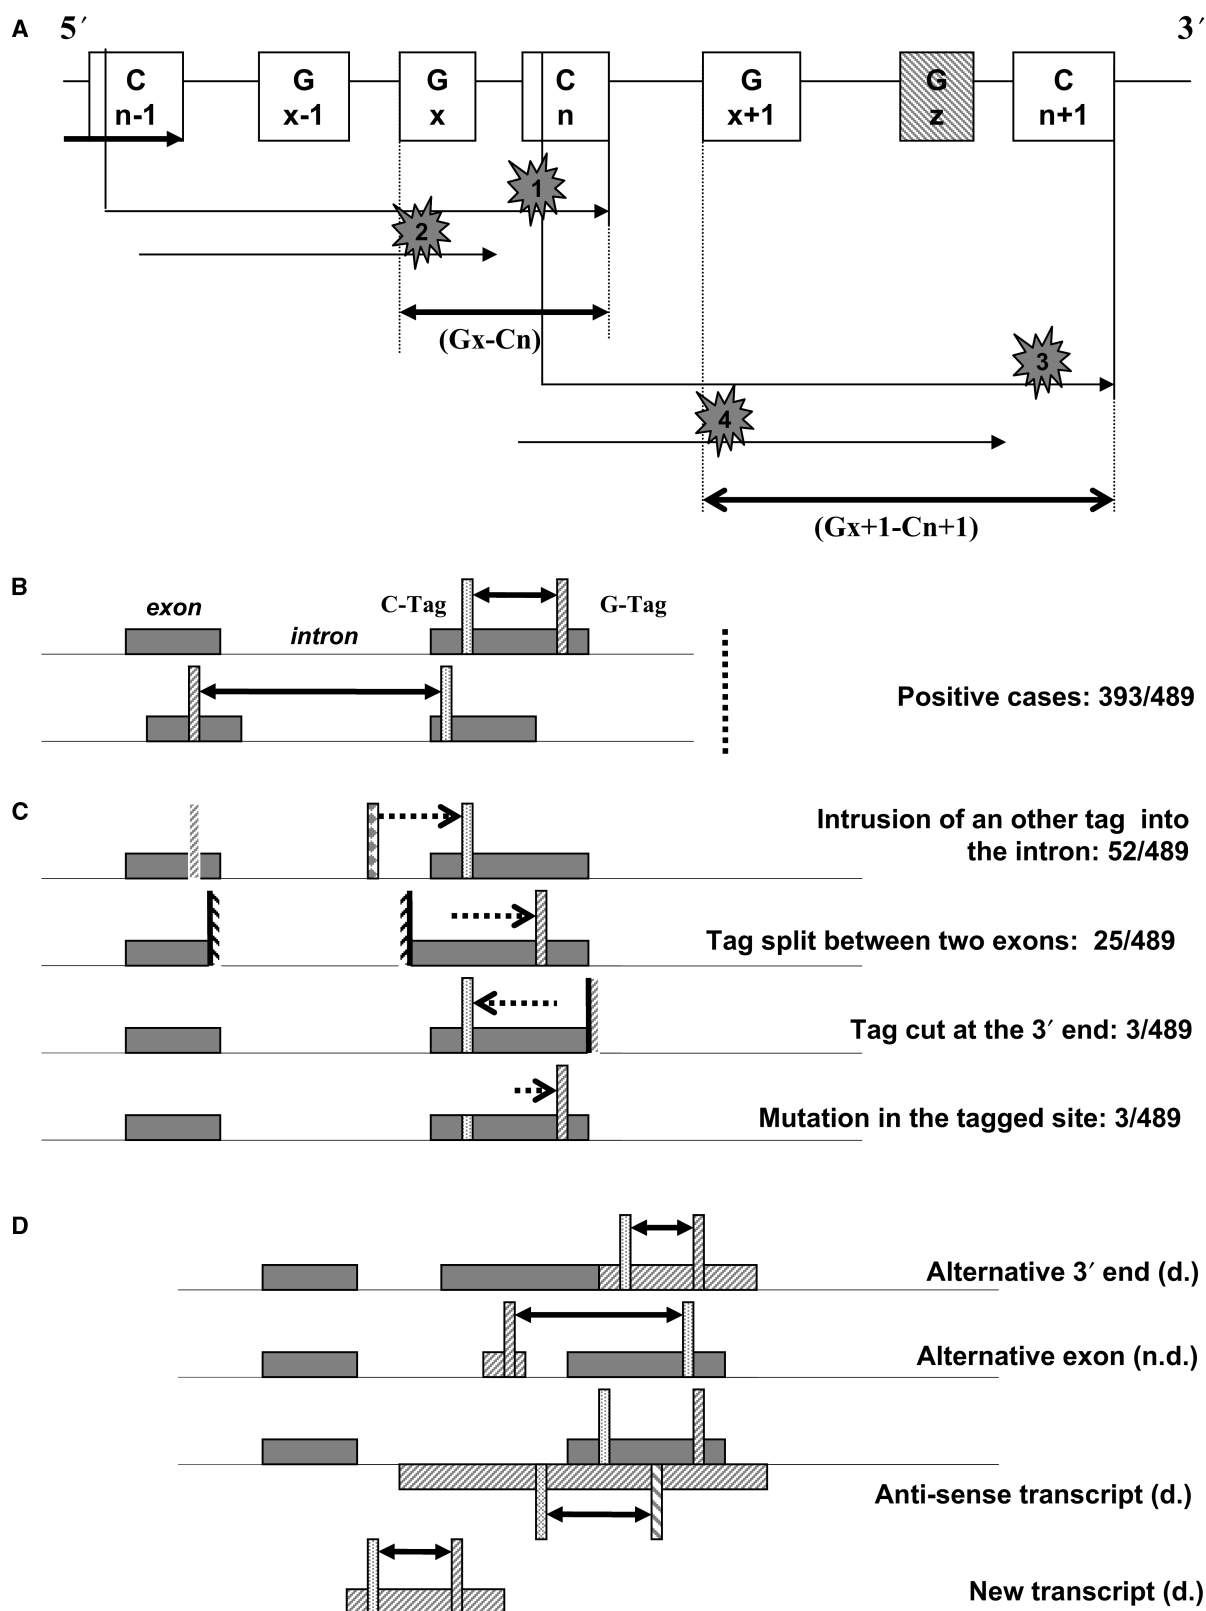 A
5′
3′
C
n-1
G
x-1
G
x
C
n
G
x+1
G
z
C
n+1
1
2
(Gx-Cn)
3
4
(Gx+1-Cn+1)
B
exon
intron
C-Tag
G-Tag
Positive cases: 393/489
C
Intrusion of an other tag into
the intron: 52/489
Tag split between two exons: 25/489
Tag cut at the 3′ end: 3/489
Mutation in the tagged site: 3/489
D
Alternative 3′ end (d.)
Alternative exon (n.d.)
Anti-sense transcript (d.)
New transcript (d.)